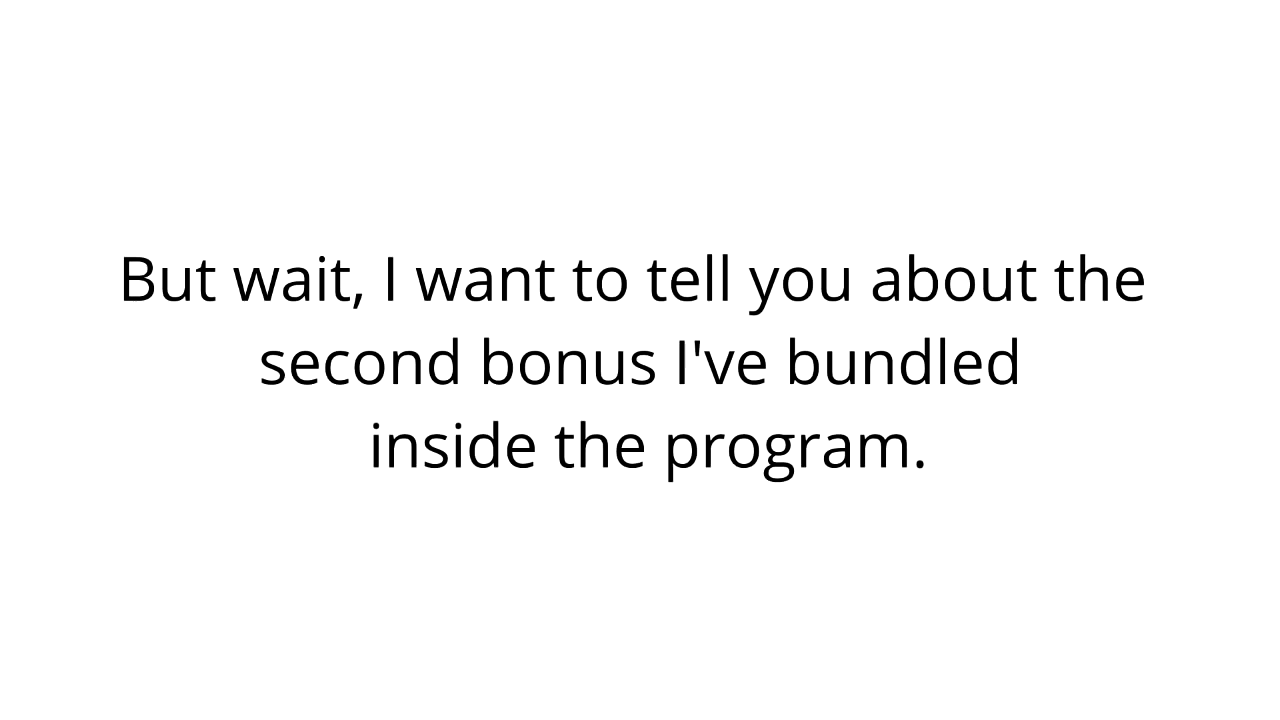 But wait, I want to tell you about the
second bonus I've bundled
inside the program.